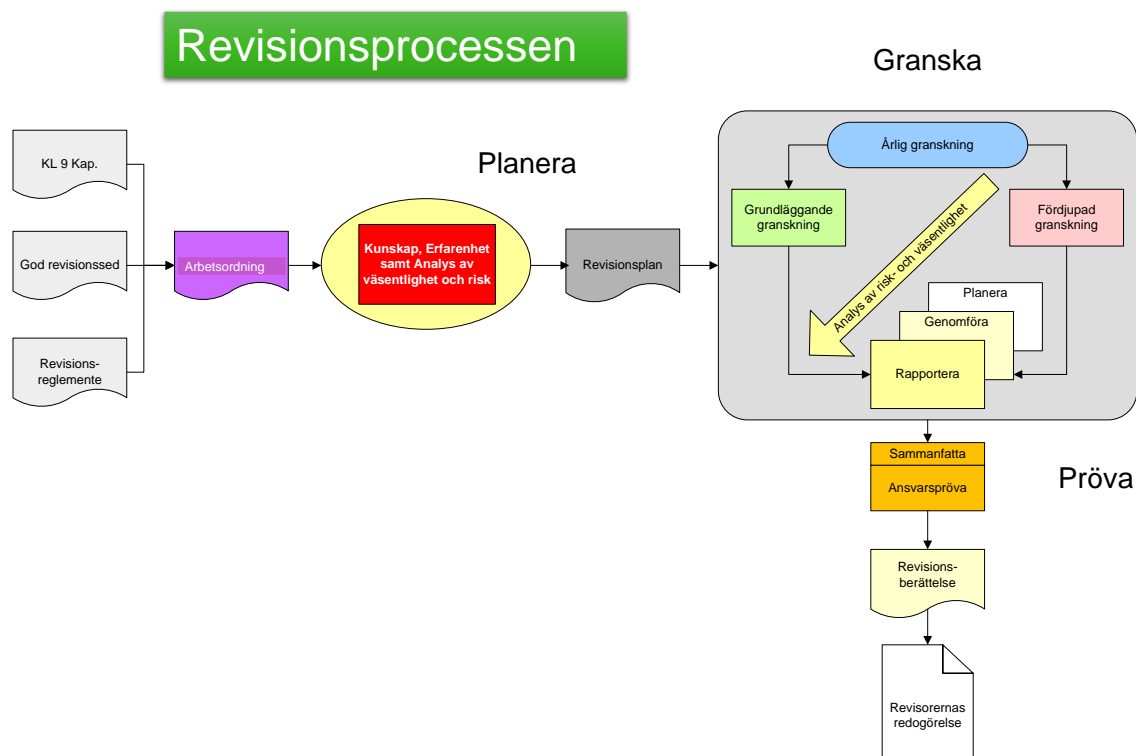 Revisionsprocessen
Granska
Planera
KL 9 Kap.
God revisionssed
Revisions-
reglemente
Arbetsordning
Kunskap, Erfarenhet
samt Analys av
väsentlighet och risk
Revisionsplan
Årlig granskning
Grundläggande
granskning
Fördjupad
granskning
Analys av risk- och väsentlighet
Planera
Genomföra
Rapportera
Sammanfatta
Ansvarspröva
Pröva
Revisions-
berättelse
Revisorernas
redogörelse